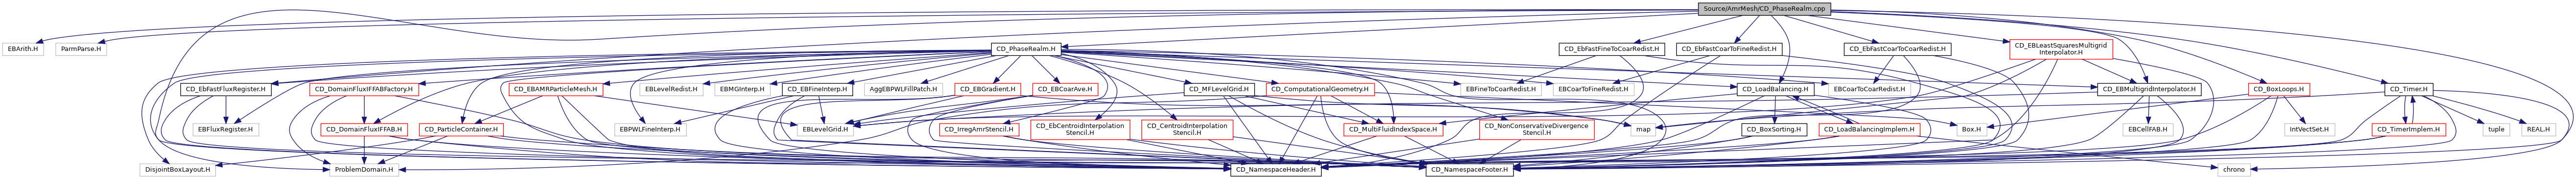 Source/AmrMesh/CD_PhaseRealm.cpp
EBArith.H
ParmParse.H
CD_PhaseRealm.H
CD_EbFastFineToCoarRedist.H
CD_EbFastCoarToFineRedist.H
CD_EbFastCoarToCoarRedist.H
CD_EBLeastSquaresMultigrid
Interpolator.H
CD_EbFastFluxRegister.H
CD_DomainFluxIFFABFactory.H
CD_EBAMRParticleMesh.H
EBLevelRedist.H
EBMGInterp.H
CD_EBFineInterp.H
AggEBPWLFillPatch.H
CD_EBGradient.H
CD_EBCoarAve.H
CD_MFLevelGrid.H
CD_ComputationalGeometry.H
EBFineToCoarRedist.H
EBCoarToFineRedist.H
CD_LoadBalancing.H
EBCoarToCoarRedist.H
CD_EBMultigridInterpolator.H
CD_BoxLoops.H
CD_Timer.H
EBFluxRegister.H
CD_DomainFluxIFFAB.H
CD_ParticleContainer.H
EBPWLFineInterp.H
EBLevelGrid.H
CD_IrregAmrStencil.H
CD_EbCentroidInterpolation
Stencil.H
CD_CentroidInterpolation
Stencil.H
CD_MultiFluidIndexSpace.H
CD_NonConservativeDivergence
Stencil.H
map
CD_BoxSorting.H
CD_LoadBalancingImplem.H
Box.H
EBCellFAB.H
IntVectSet.H
CD_TimerImplem.H
tuple
REAL.H
DisjointBoxLayout.H
ProblemDomain.H
CD_NamespaceHeader.H
CD_NamespaceFooter.H
chrono